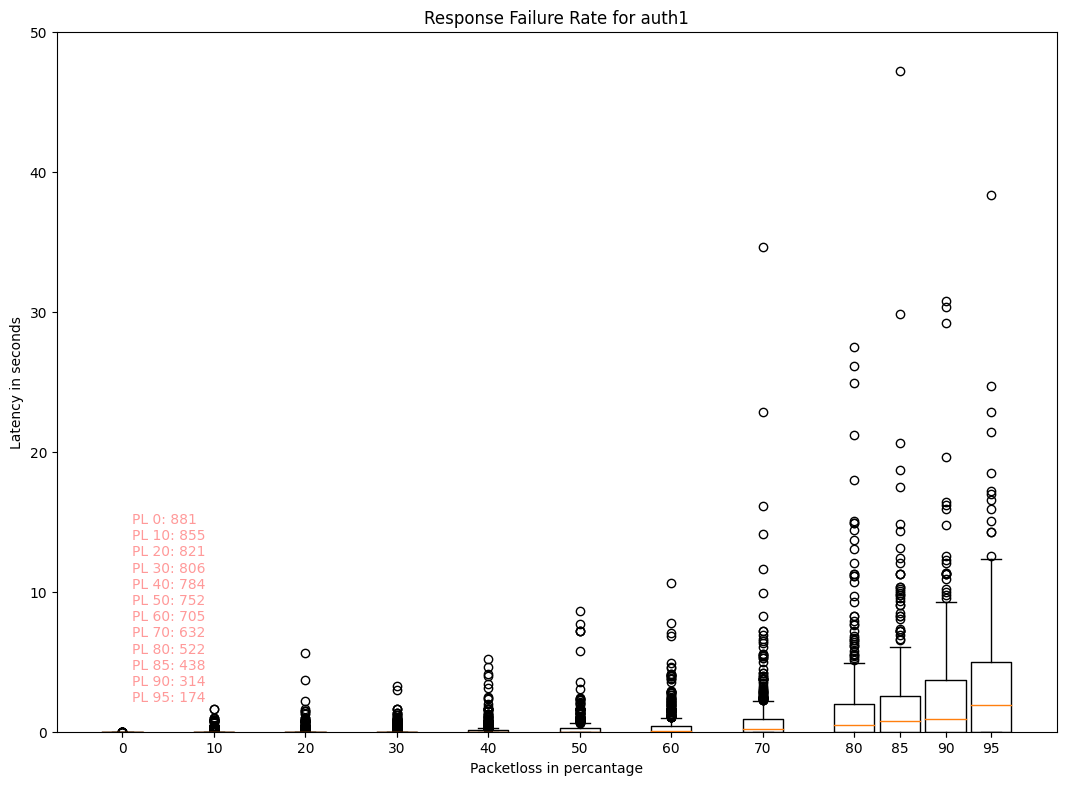 Response Failure Rate for auth1
50
40
30
20
10
0
Latency in seconds
PL 0: 881
PL 10: 855
PL 20: 821
PL 30: 806
PL 40: 784
PL 50: 752
PL 60: 705
PL 70: 632
PL 80: 522
PL 85: 438
PL 90: 314
PL 95: 174
0 10 20 30 40 50 60 70 80 85 90 95
Packetloss in percantage